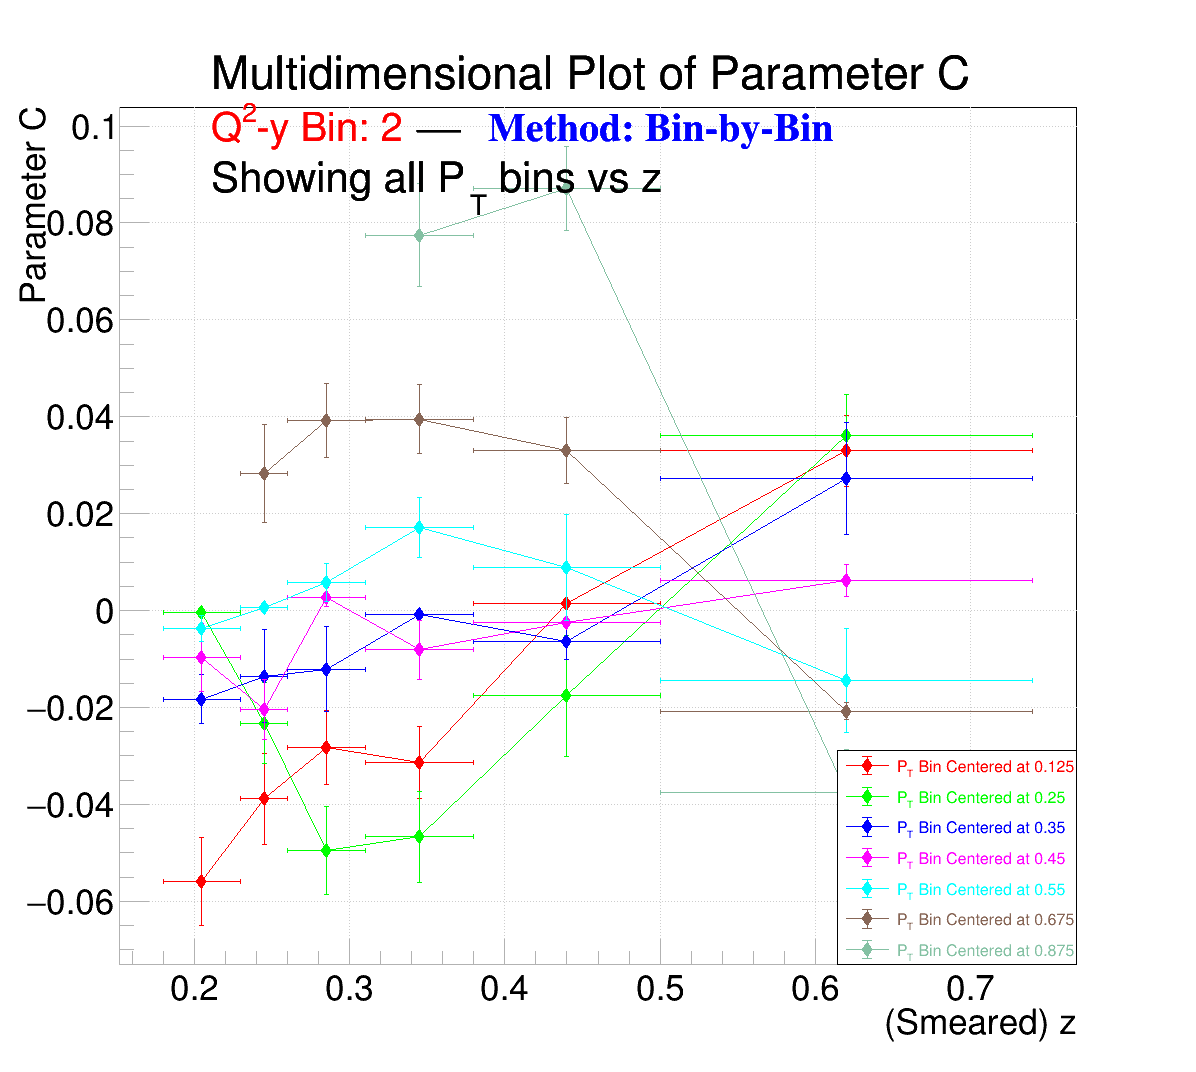 Multidimensional Plot of Parameter C
Q²-y Bin: 2 — Method: Bin-by-Bin
Showing all P_T bins vs z
Parameter C
0.1
0.08
0.06
0.04
0.02
0
−0.02
−0.04
−0.06
0.2 0.3 0.4 0.5 0.6 0.7
(Smeared) z
P_T Bin Centered at 0.125
P_T Bin Centered at 0.25
P_T Bin Centered at 0.35
P_T Bin Centered at 0.45
P_T Bin Centered at 0.55
P_T Bin Centered at 0.675
P_T Bin Centered at 0.875